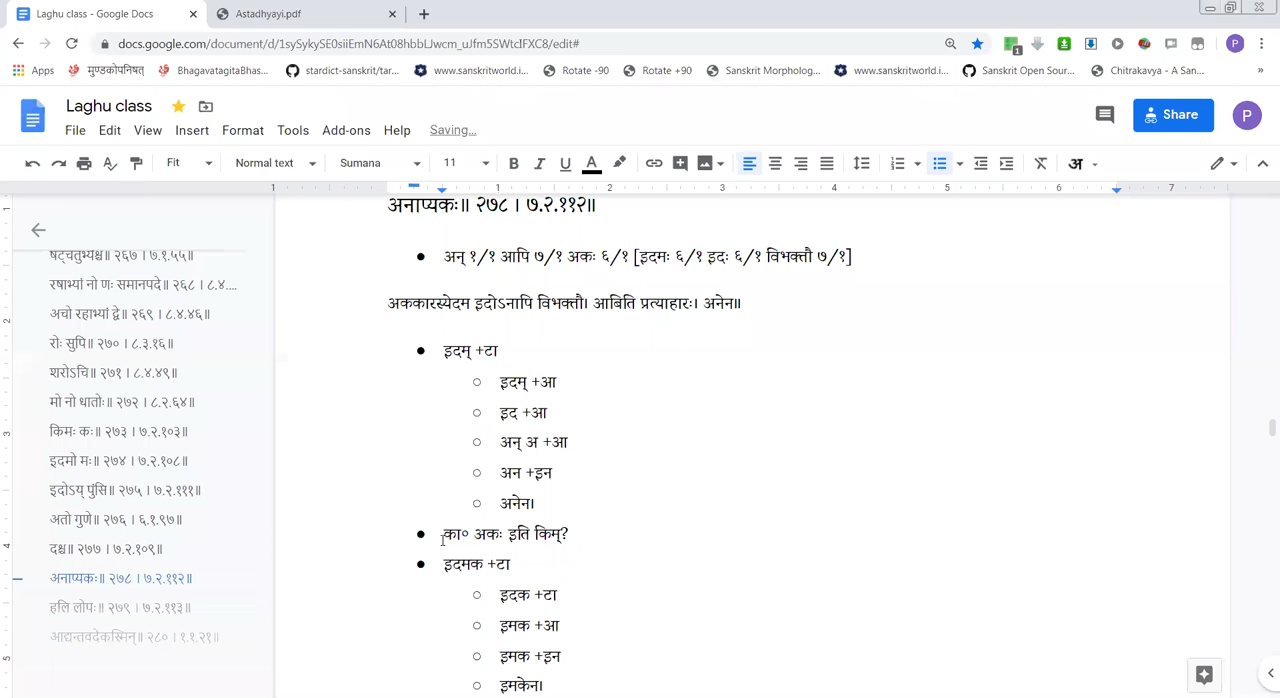 Laghu class - Google Docs
Astadhyayi.pdf
docs.google.com/document/d/1sySykySE0siiEmN6At08hbbLJwcm_uJfm5SWtclFXC8/edit#
Apps
मुण्डकोपनिषत्
BhagavatagitaBhas...
stardict-sanskrit/tar...
www.sanskritworld.i...
Rotate -90
Rotate +90
Sanskrit Morpholog...
www.sanskritworld.i...
Sanskrit Open Sour...
Chitrakavya - A San...
»
Laghu class
File Edit View Insert Format Tools Add-ons Help Saving...
Share
P
Fit Normal text Sumana 11 B I U A अ
1 1 2 3 4 5 6 7
षट्चतुर्भ्यश्च॥ २६७ । ७.१.५५॥
रषाभ्यां नो णः समानपदे॥ २६८ । ८.४....
अचो रहाभ्यां द्वे॥ २६९ । ८.४.४६॥
रोः सुपि॥ २७० । ८.३.१६॥
शरोऽचि॥ २७१ । ८.४.४९॥
मो नो धातोः॥ २७२ । ८.२.६४॥
किमः कः॥ २७३ । ७.२.१०३॥
इदमो मः॥ २७४ । ७.२.१०८॥
इदोऽय् पुंसि॥ २७५ । ७.२.१११॥
अतो गुणे॥ २७६ । ६.१.९७॥
दश्च॥ २७७ । ७.२.१०९॥
अनाप्यकः॥ २७८ । ७.२.११२॥
हलि लोपः॥ २७९ । ७.२.११३॥
आद्यन्तवदेकस्मिन्॥ २८० । १.१.२१॥
अनाप्यकः॥ २७८ । ७.२.११२॥
● अन् १/१ आपि ७/१ अकः ६/१ [इदमः ६/१ इदः ६/१ विभक्तौ ७/१]
अककारस्येदम इदोऽनापि विभक्तौ। आबिति प्रत्याहारः। अनेन॥
● इदम् +टा
○ इदम् +आ
○ इद +आ
○ अन् अ +आ
○ अन +इन
○ अनेन।
● का० अकः इति किम्?
● इदमक +टा
○ इदक +टा
○ इमक +आ
○ इमक +इन
○ इमकेन।